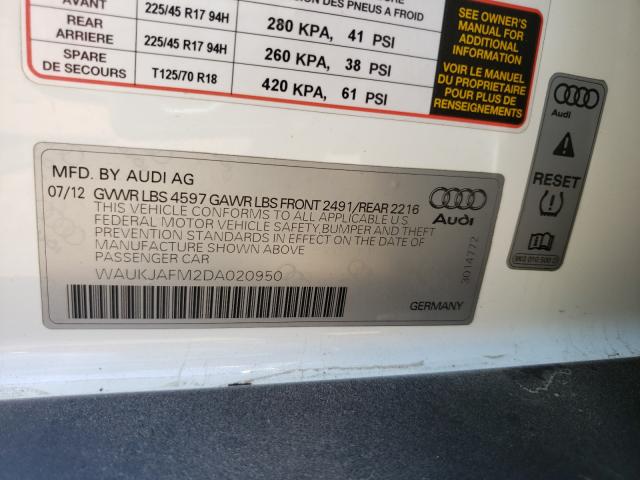 AVANT
225/45 R17 94H
280 KPA, 41 PSI
DES PNEUS A FROID
REAR
ARRIERE
225/45 R17 94H
260 KPA, 38 PSI
SPARE
DE SECOURS
T125/70 R18
420 KPA, 61 PSI
SEE OWNER'S
MANUAL FOR
ADDITIONAL
INFORMATION
VOIR LE MANUEL
DU PROPRIETAIRE
POUR PLUS DE
RENSEIGNEMENTS
Audi
RESET
MFD. BY AUDI AG
07/12 GVWR LBS 4597 GAWR LBS FRONT 2491/REAR 2216
THIS VEHICLE CONFORMS TO ALL APPLICABLE U.S
FEDERAL MOTOR VEHICLE SAFETY, BUMPER AND THEFT
PREVENTION STANDARDS IN EFFECT ON THE DATE OF
MANUFACTURE SHOWN ABOVE
PASSENGER CAR
WAUKJAFM2DA020950
Audi
3014772
GERMANY